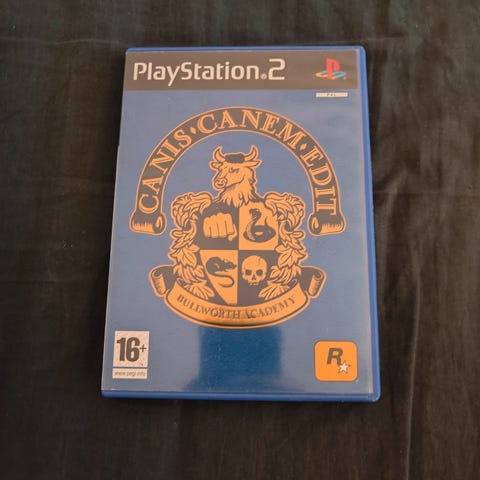 PlayStation®2
PAL
CANIS·CANEM·EDIT
BULLWORTH ACADEMY
16+
www.pegi.info
R